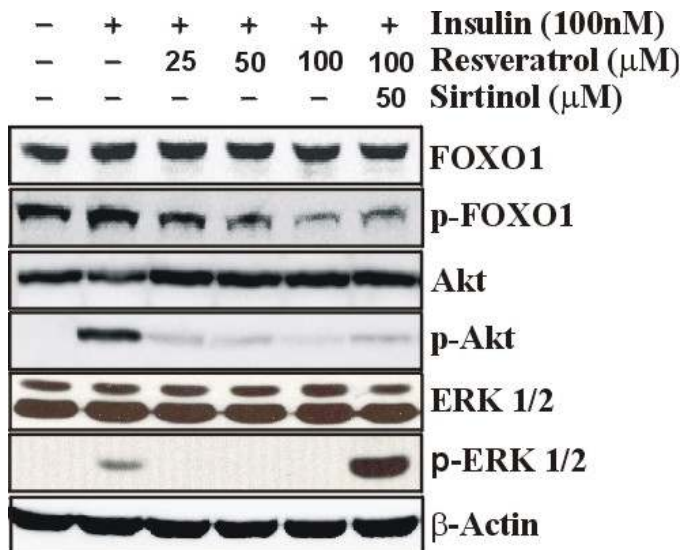 – + + + + + Insulin (100nM)
– – 25 50 100 100 Resveratrol (μM)
– – – – – 50 Sirtinol (μM)
FOXO1
p-FOXO1
Akt
p-Akt
ERK 1/2
p-ERK 1/2
β-Actin